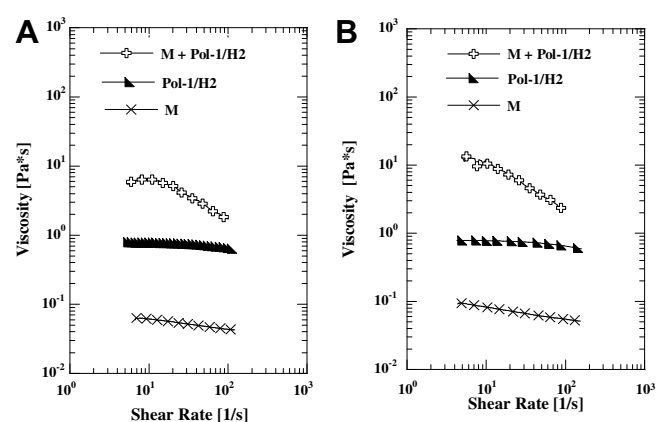 A
M + Pol-1/H2
Pol-1/H2
M
Viscosity [Pa*s]
10³
10²
10¹
10⁰
10⁻¹
10⁻²
10⁰ 10¹ 10² 10³
Shear Rate [1/s]
B
M + Pol-1/H2
Pol-1/H2
M
Viscosity [Pa*s]
10³
10²
10¹
10⁰
10⁻¹
10⁻²
10⁰ 10¹ 10² 10³
Shear Rate [1/s]